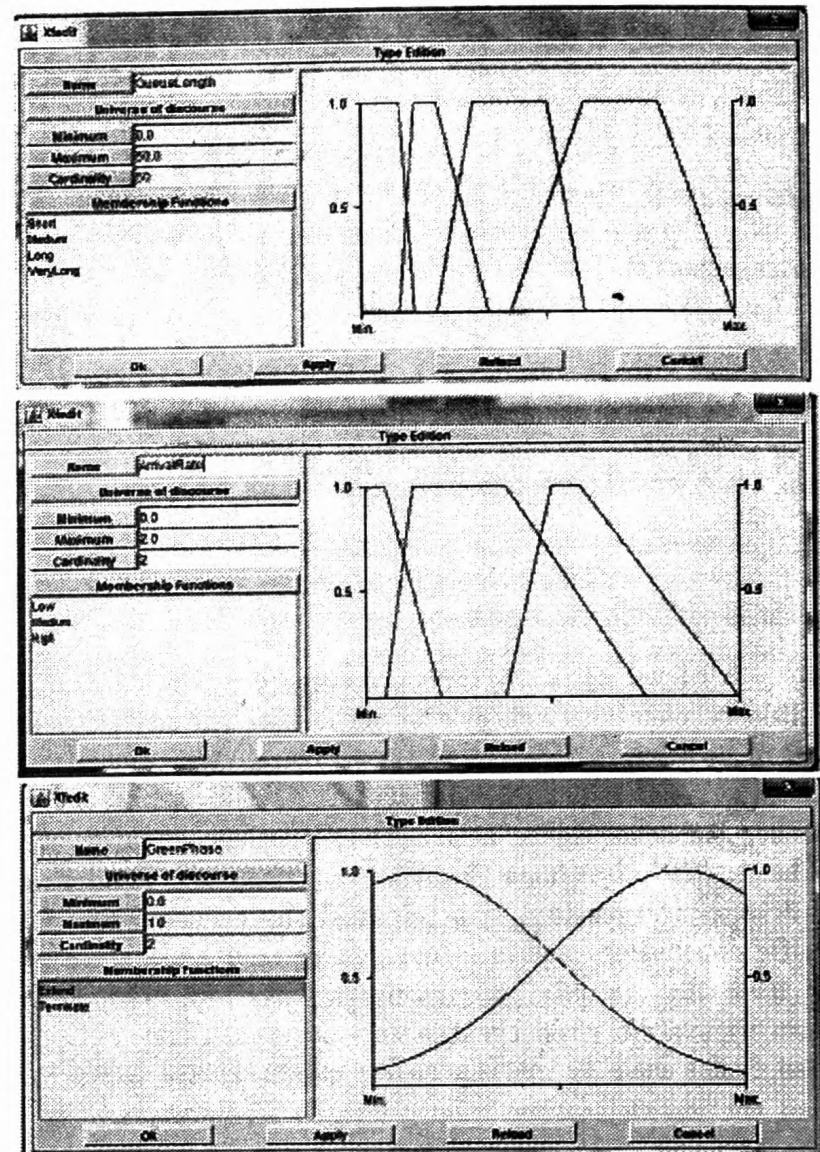 Xfedit
Type Edition
Name QueueLength
Universe of discourse
Minimum 0.0
Maximum 50.0
Cardinality 50
Membership Functions
Short
Medium
Long
VeryLong
1.0
0.5
1.0
0.5
Min.
Max.
Ok Apply Reload Cancel
Xfedit
Type Edition
Name ArrivalRate
Universe of discourse
Minimum 0.0
Maximum 2.0
Cardinality 2
Membership Functions
Low
Medium
High
1.0
0.5
1.0
0.5
Min.
Max.
Ok Apply Reload Cancel
Xfedit
Type Edition
Name GreenPhase
Universe of discourse
Minimum 0.0
Maximum 1.0
Cardinality 2
Membership Functions
Extend
Terminate
1.0
0.5
1.0
0.5
Min.
Max.
Ok Apply Reload Cancel